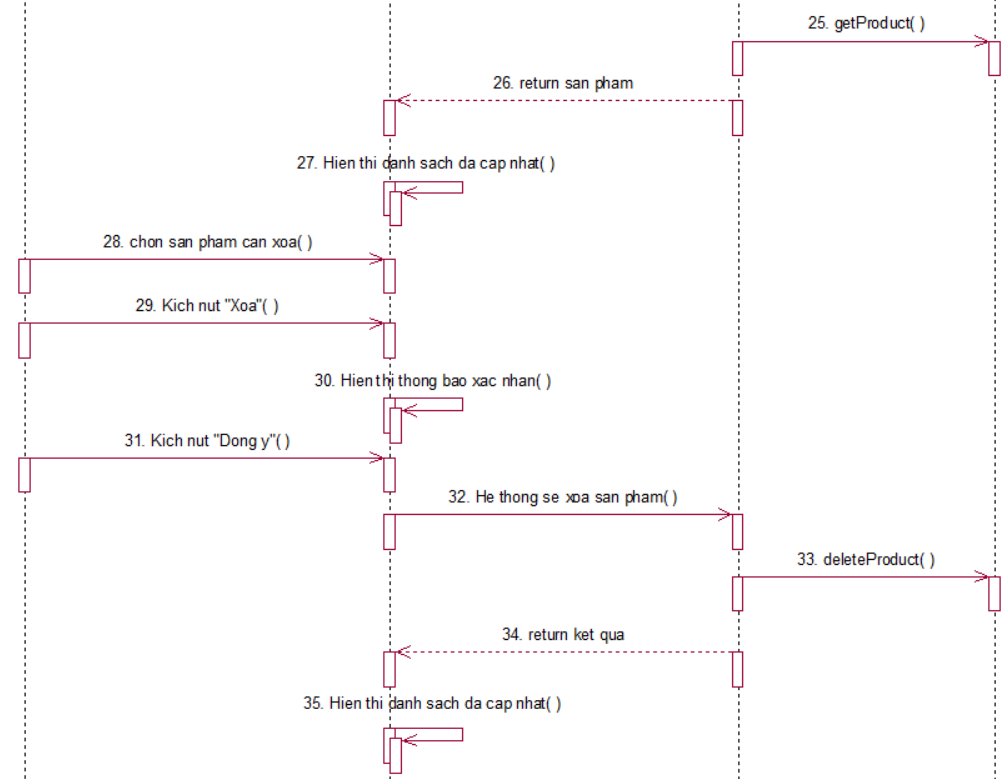 25. getProduct( )
26. return san pham
27. Hien thi danh sach da cap nhat( )
28. chon san pham can xoa( )
29. Kich nut "Xoa"( )
30. Hien thi thong bao xac nhan( )
31. Kich nut "Dong y"( )
32. He thong se xoa san pham( )
33. deleteProduct( )
34. return ket qua
35. Hien thi danh sach da cap nhat( )